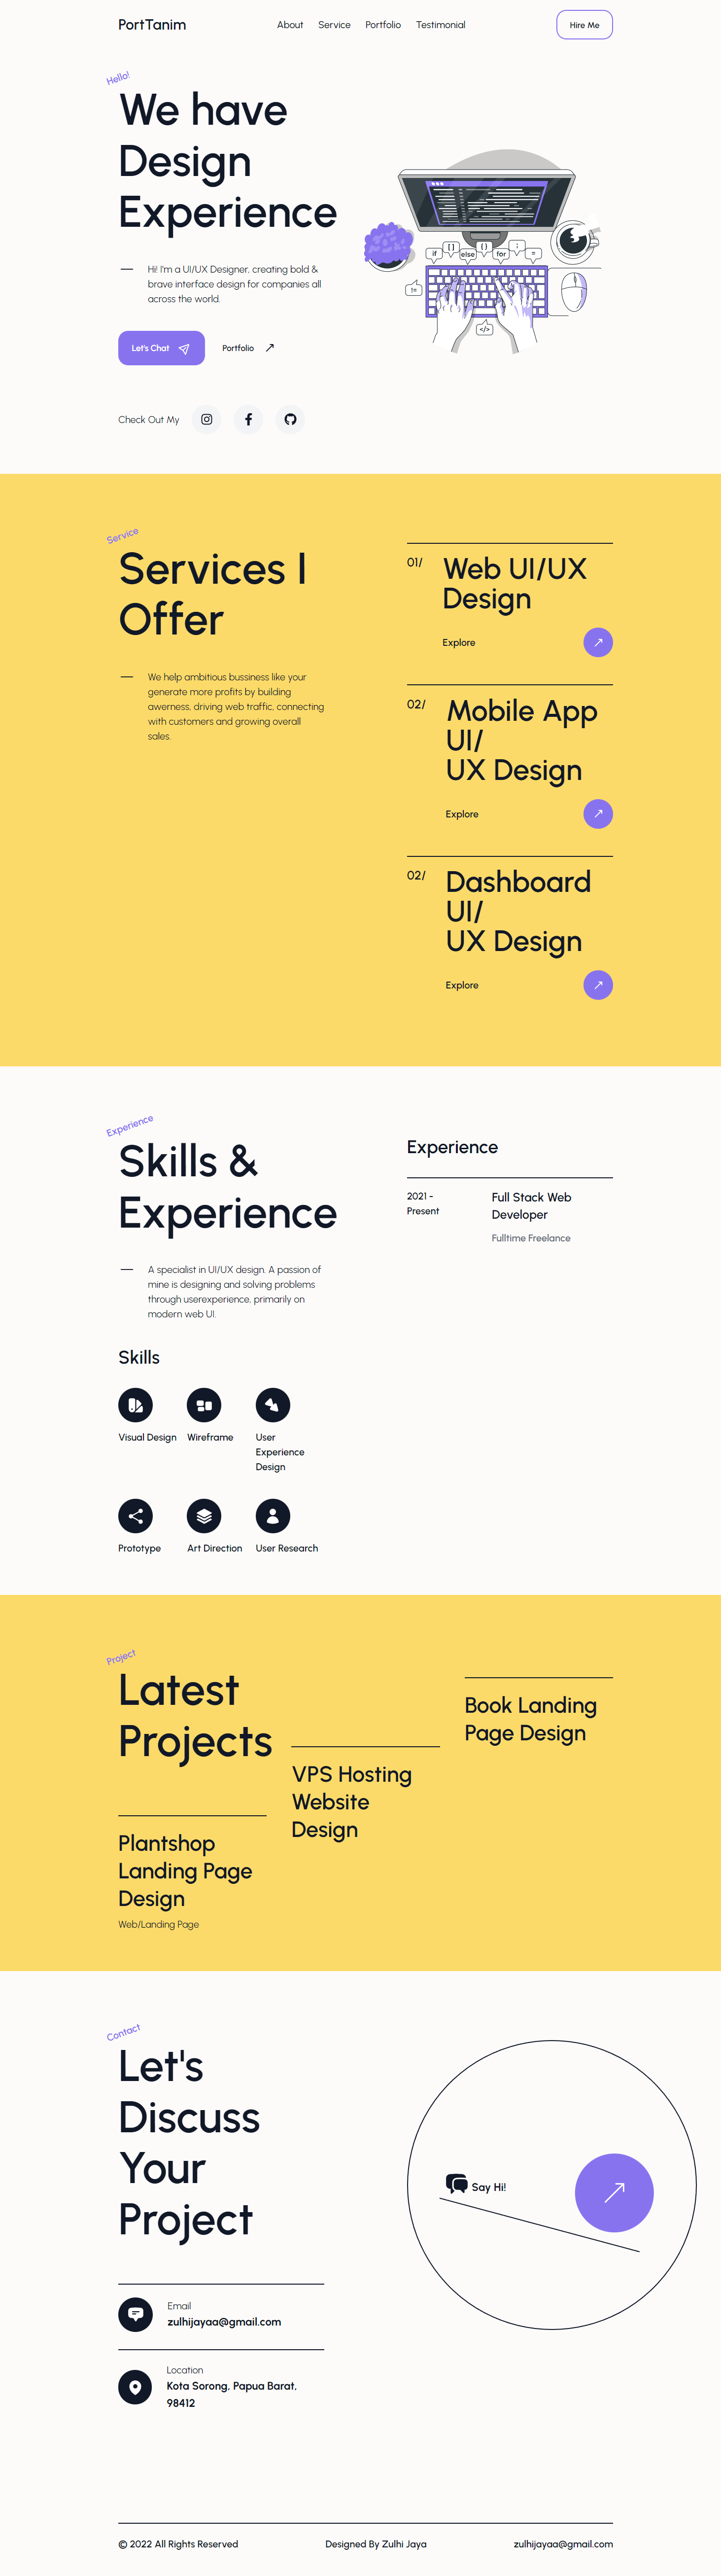 PortTanim
About Service Portfolio Testimonial
Hire Me
Hello!
We have
Design
Experience
Hi! I'm a UI/UX Designer, creating bold &
brave interface design for companies all
across the world.
Let's Chat
Portfolio
if
[ ]
else
{ }
for
;
=
!=
</>
Check Out My
Service
Services I
Offer
We help ambitious bussiness like your
generate more profits by building
awerness, driving web traffic, connecting
with customers and growing overall
sales.
01/
Web UI/UX
Design
Explore
02/
Mobile App
UI/
UX Design
Explore
02/
Dashboard
UI/
UX Design
Explore
Experience
Skills &
Experience
A specialist in UI/UX design. A passion of
mine is designing and solving problems
through userexperience, primarily on
modern web UI.
Skills
Visual Design
Wireframe
User
Experience
Design
Prototype
Art Direction
User Research
Experience
2021 -
Present
Full Stack Web
Developer
Fulltime Freelance
Project
Latest
Projects
Plantshop
Landing Page
Design
Web/Landing Page
VPS Hosting
Website
Design
Book Landing
Page Design
Contact
Let's
Discuss
Your
Project
Email
zulhijayaa@gmail.com
Location
Kota Sorong, Papua Barat,
98412
Say Hi!
© 2022 All Rights Reserved
Designed By Zulhi Jaya
zulhijayaa@gmail.com